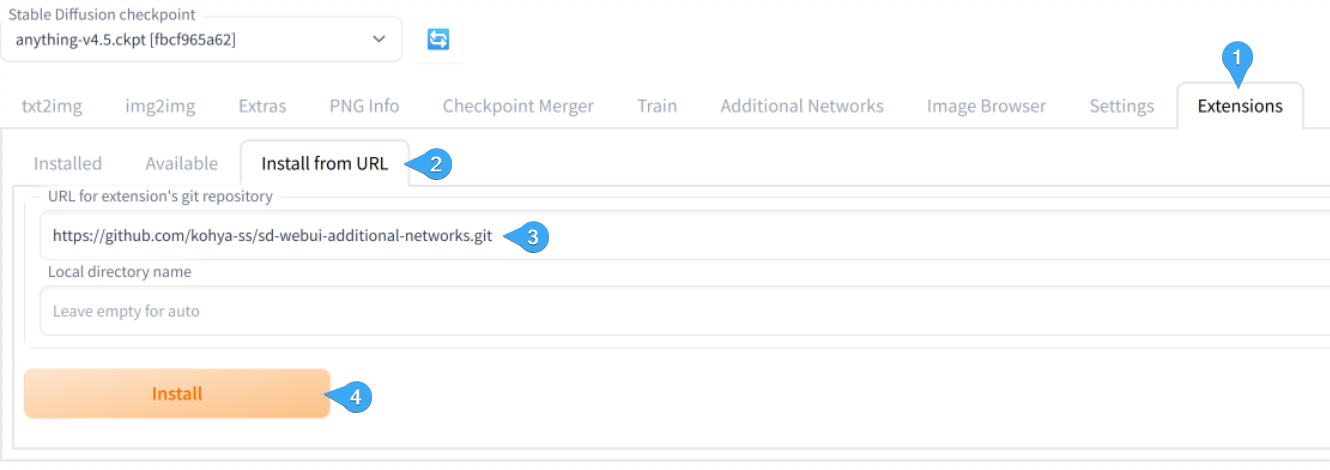 Stable Diffusion checkpoint
anything-v4.5.ckpt [fbcf965a62]
1
txt2img img2img Extras PNG Info Checkpoint Merger Train Additional Networks Image Browser Settings Extensions
Installed Available Install from URL 2
URL for extension's git repository
https://github.com/kohya-ss/sd-webui-additional-networks.git 3
Local directory name
Leave empty for auto
Install 4